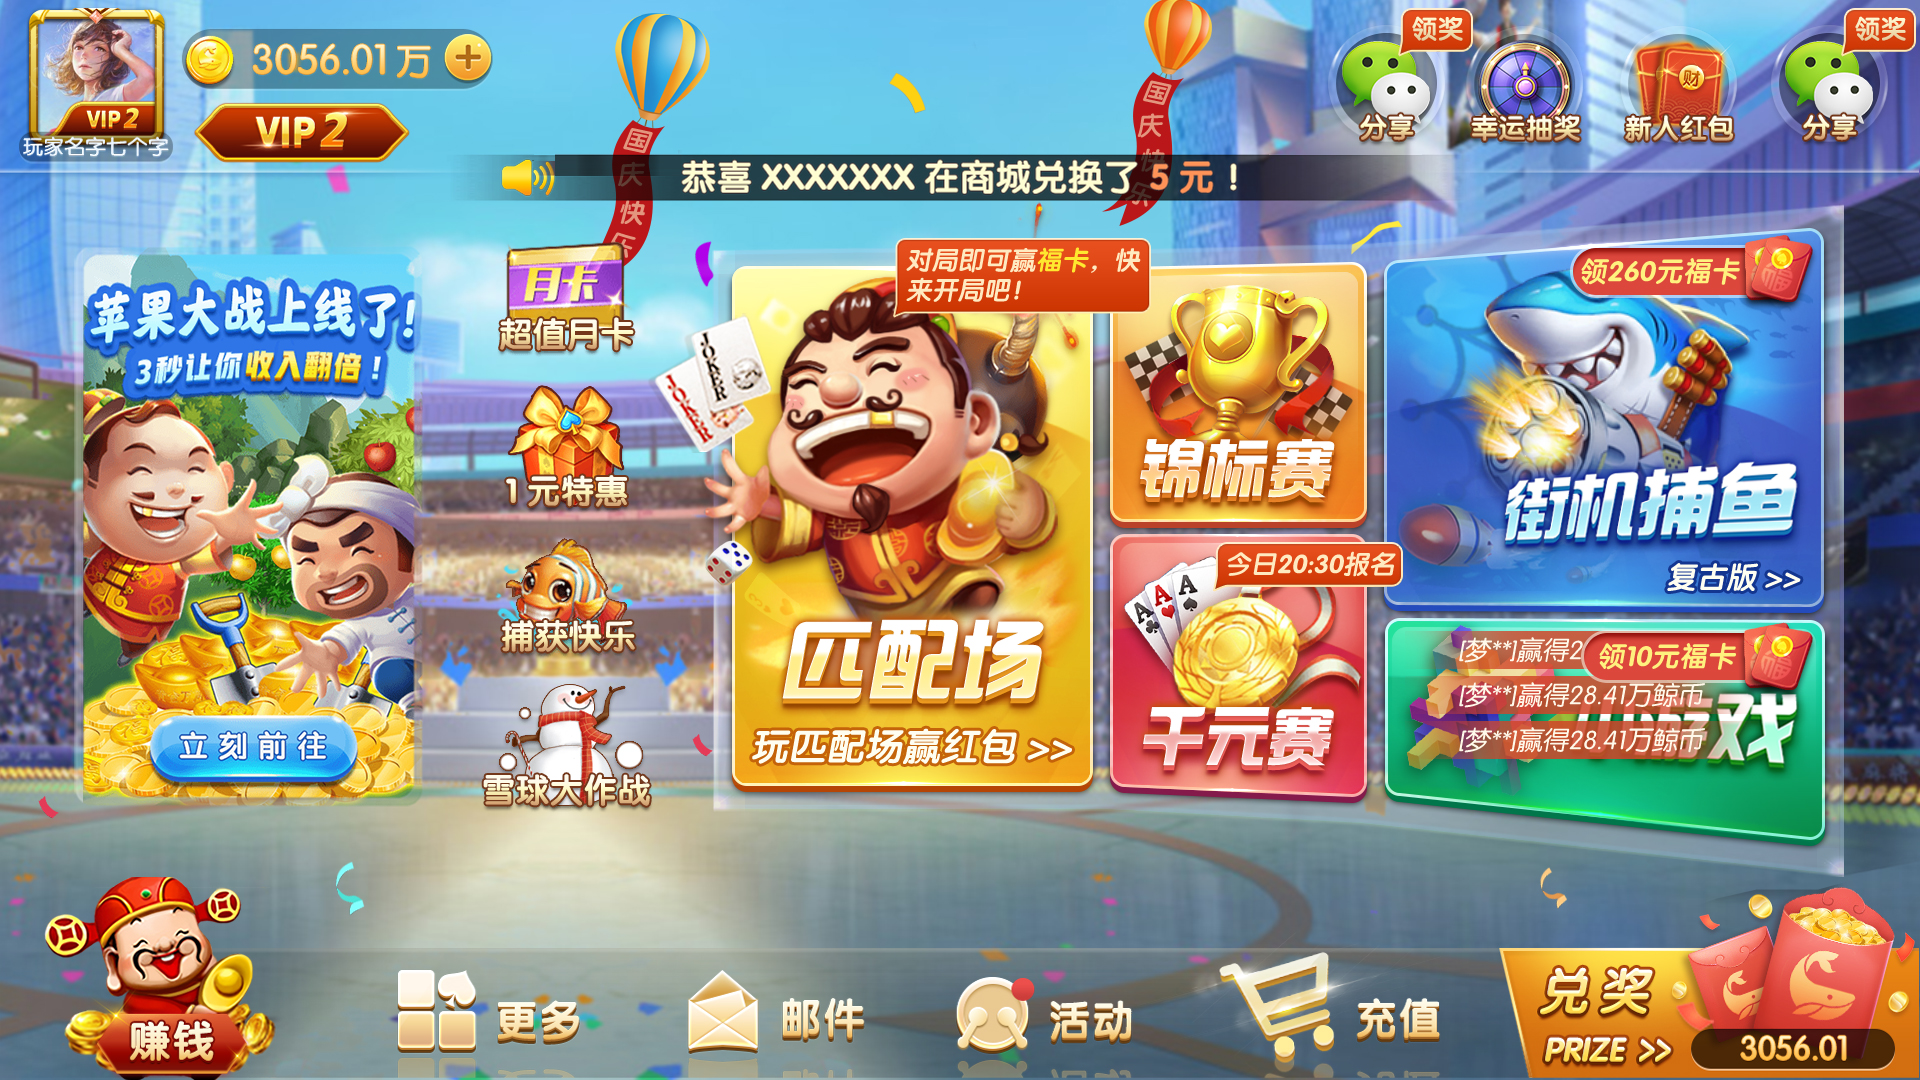 3056.01万
VIP 2
玩家名字七个字
VIP 2
国庆快乐
国庆快乐
领奖
分享
幸运抽奖
财
新人红包
领奖
分享
恭喜 XXXXXXX 在商城兑换了 5 元！
苹果大战上线了!
3秒让你收入翻倍！
立刻前往
月卡
超值月卡
1元特惠
捕获快乐
雪球大作战
对局即可赢福卡，快
来开局吧！
JOKER
JOKER
匹配场
玩匹配场赢红包 >>
锦标赛
今日20:30报名
A
A
A
千元赛
领260元福卡
街机捕鱼
复古版 >>
[梦**]赢得2
领10元福卡
[梦**]赢得28.41万鲸币
[梦**]赢得28.41万鲸币
戏
赚钱
更多
邮件
活动
充值
兑奖
PRIZE >>
3056.01